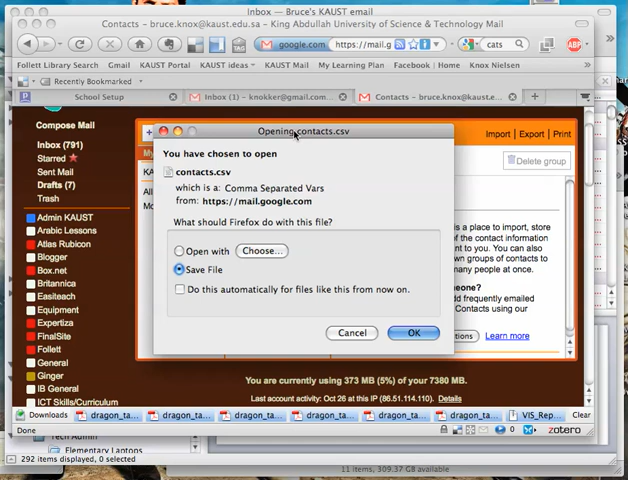 Inbox — Bruce's KAUST email
Contacts – bruce.knox@kaust.edu.sa – King Abdullah University of Science & Technology Mail
google.com https://mail.g cats
Follett Library Search Gmail KAUST Portal KAUST ideas KAUST Mail My Learning Plan Facebook Home Knox Nielsen
Recently Bookmarked
School Setup
Inbox (1) – knokker@gmail.com...
Contacts – bruce.knox@kaust.e...
Compose Mail
Inbox (791)
Starred
Sent Mail
Drafts (7)
Trash
Admin KAUST
Arabic Lessons
Atlas Rubicon
Blogger
Box.net
Britannica
Easiteach
Equipment
Expertiza
FinalSite
Follett
General
Ginger
IB General
ICT Skills/Curriculum
Import | Export | Print
Delete group
Opening contacts.csv
You have chosen to open
contacts.csv
which is a: Comma Separated Vars
from: https://mail.google.com
What should Firefox do with this file?
Open with Choose...
Save File
Do this automatically for files like this from now on.
Cancel OK
is a place to import, store
of the contact information
t to you. You can also
own groups of contacts to
many people at once.
eone?
dd frequently emailed
Contacts using our
tions Learn more
You are currently using 373 MB (5%) of your 7380 MB.
Last account activity: Oct 26 at this IP (86.51.114.110). Details
Downloads dragon_ta... dragon_ta... dragon_ta... dragon_ta... dragon_ta... VIS_Rep... Clear
Done 0 zotero
Tech Admin
Elementary Laptops
292 items displayed, 0 selected
11 items, 309.37 GB available